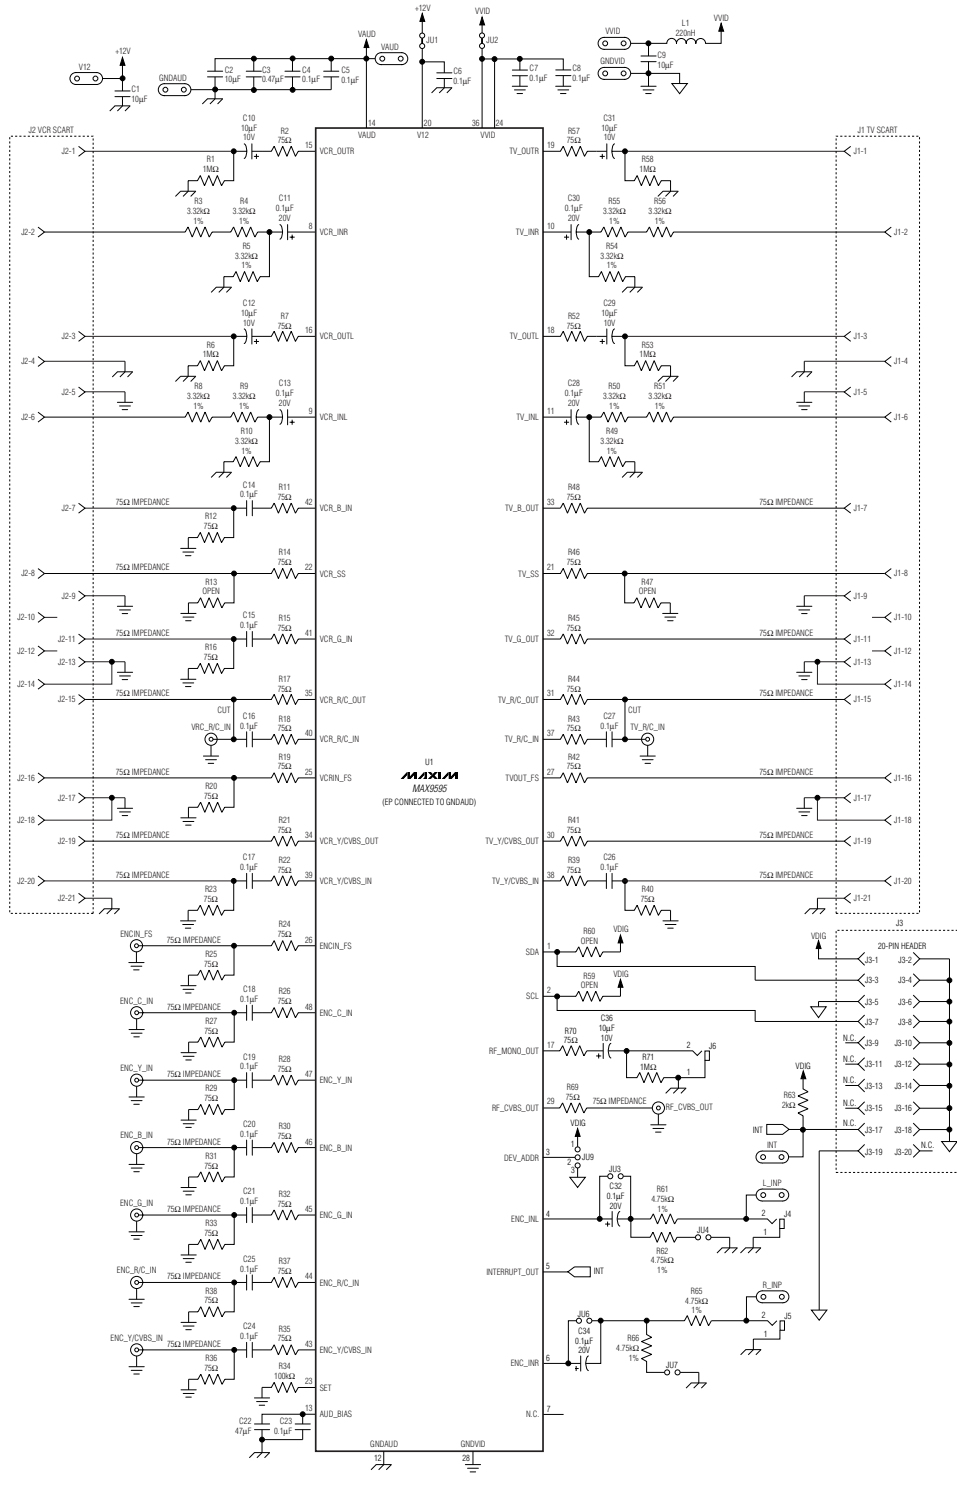 +12V
VVID
L1
220nH
VVID
VAUD
JU1
JU2
VVID
V12
+12V
GNDAUD
VAUD
C2
10µF
C3
0.47µF
C4
0.1µF
C5
0.1µF
C6
0.1µF
C7
0.1µF
C8
0.1µF
GNDVID
C9
10µF
C1
10µF
14
20
36
24
VAUD
V12
VVID
J2 VCR SCART
J1 TV SCART
J2-1
C10
10µF
10V
R2
75Ω
15
VCR_OUTR
R1
1MΩ
TV_OUTR
19
R57
75Ω
C31
10µF
10V
R58
1MΩ
J1-1
J2-2
R3
3.32kΩ
1%
R4
3.32kΩ
1%
C11
0.1µF
20V
8
VCR_INR
R5
3.32kΩ
1%
TV_INR
10
C30
0.1µF
20V
R55
3.32kΩ
1%
R56
3.32kΩ
1%
R54
3.32kΩ
1%
J1-2
J2-3
C12
10µF
10V
R7
75Ω
16
VCR_OUTL
R6
1MΩ
TV_OUTL
18
R52
75Ω
C29
10µF
10V
R53
1MΩ
J1-3
J2-4
J1-4
J2-5
J1-5
J2-6
R8
3.32kΩ
1%
R9
3.32kΩ
1%
C13
0.1µF
20V
9
VCR_INL
R10
3.32kΩ
1%
TV_INL
11
C28
0.1µF
20V
R50
3.32kΩ
1%
R51
3.32kΩ
1%
R49
3.32kΩ
1%
J1-6
J2-7
75Ω IMPEDANCE
C14
0.1µF
R11
75Ω
42
VCR_B_IN
R12
75Ω
TV_B_OUT
33
R48
75Ω
75Ω IMPEDANCE
J1-7
J2-8
75Ω IMPEDANCE
R14
75Ω
22
VCR_SS
R13
OPEN
TV_SS
21
R46
75Ω
R47
OPEN
75Ω IMPEDANCE
J1-8
J2-9
J1-9
J2-10
J1-10
J2-11
75Ω IMPEDANCE
C15
0.1µF
R15
75Ω
41
VCR_G_IN
R16
75Ω
TV_G_OUT
32
R45
75Ω
75Ω IMPEDANCE
J1-11
J2-12
J1-12
J2-13
J1-13
J2-14
J1-14
J2-15
75Ω IMPEDANCE
R17
75Ω
35
VCR_R/C_OUT
TV_R/C_OUT
31
R44
75Ω
75Ω IMPEDANCE
J1-15
CUT
VRC_R/C_IN
C16
0.1µF
R18
75Ω
40
VCR_R/C_IN
TV_R/C_IN
37
R43
75Ω
C27
0.1µF
CUT
TV_R/C_IN
J2-16
75Ω IMPEDANCE
R19
75Ω
25
VCRIN_FS
R20
75Ω
U1
MAXIM
MAX9595
(EP CONNECTED TO GNDAUD)
TVOUT_FS
27
R42
75Ω
75Ω IMPEDANCE
J1-16
J2-17
J1-17
J2-18
J1-18
J2-19
75Ω IMPEDANCE
R21
75Ω
34
VCR_Y/CVBS_OUT
TV_Y/CVBS_OUT
30
R41
75Ω
75Ω IMPEDANCE
J1-19
J2-20
75Ω IMPEDANCE
C17
0.1µF
R22
75Ω
39
VCR_Y/CVBS_IN
R23
75Ω
TV_Y/CVBS_IN
38
R39
75Ω
C26
0.1µF
R40
75Ω
75Ω IMPEDANCE
J1-20
J2-21
J1-21
ENCIN_FS
75Ω IMPEDANCE
R24
75Ω
26
ENCIN_FS
R25
75Ω
SDA
1
R60
OPEN
VDIG
SCL
2
R59
OPEN
VDIG
J3
20-PIN HEADER
VDIG
J3-1
J3-2
J3-3
J3-4
J3-5
J3-6
J3-7
J3-8
N.C.
J3-9
J3-10
N.C.
J3-11
J3-12
N.C.
J3-13
J3-14
N.C.
J3-15
J3-16
N.C.
J3-17
J3-18
J3-19
J3-20
N.C.
ENC_C_IN
75Ω IMPEDANCE
C18
0.1µF
R26
75Ω
48
ENC_C_IN
R27
75Ω
RF_MONO_OUT
17
R70
75Ω
C36
10µF
10V
R71
1MΩ
2
1
J6
ENC_Y_IN
75Ω IMPEDANCE
C19
0.1µF
R28
75Ω
47
ENC_Y_IN
R29
75Ω
RF_CVBS_OUT
29
R69
75Ω
75Ω IMPEDANCE
RF_CVBS_OUT
VDIG
R63
2kΩ
INT
INT
ENC_B_IN
75Ω IMPEDANCE
C20
0.1µF
R30
75Ω
46
ENC_B_IN
R31
75Ω
DEV_ADDR
3
VDIG
1
2
3
JU9
ENC_G_IN
75Ω IMPEDANCE
C21
0.1µF
R32
75Ω
45
ENC_G_IN
R33
75Ω
ENC_INL
4
JU3
C32
0.1µF
20V
R61
4.75kΩ
1%
R62
4.75kΩ
1%
JU4
L_INP
2
1
J4
ENC_R/C_IN
75Ω IMPEDANCE
C25
0.1µF
R37
75Ω
44
ENC_R/C_IN
R38
75Ω
INTERRUPT_OUT
5
INT
ENC_Y/CVBS_IN
75Ω IMPEDANCE
C24
0.1µF
R35
75Ω
43
ENC_Y/CVBS_IN
R36
75Ω
ENC_INR
6
JU6
C34
0.1µF
20V
R65
4.75kΩ
1%
R66
4.75kΩ
1%
JU7
R_INP
2
1
J5
R34
100kΩ
23
SET
13
AUD_BIAS
C22
47µF
C23
0.1µF
N.C.
7
GNDAUD
12
GNDVID
28